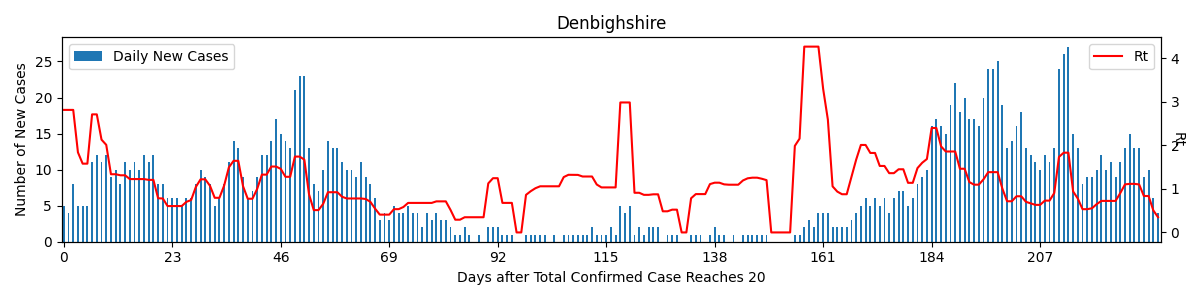 Denbighshire
Daily New Cases
Rt
Number of New Cases
Rt
0 5 10 15 20 25
0 1 2 3 4
0 23 46 69 92 115 138 161 184 207
Days after Total Confirmed Case Reaches 20